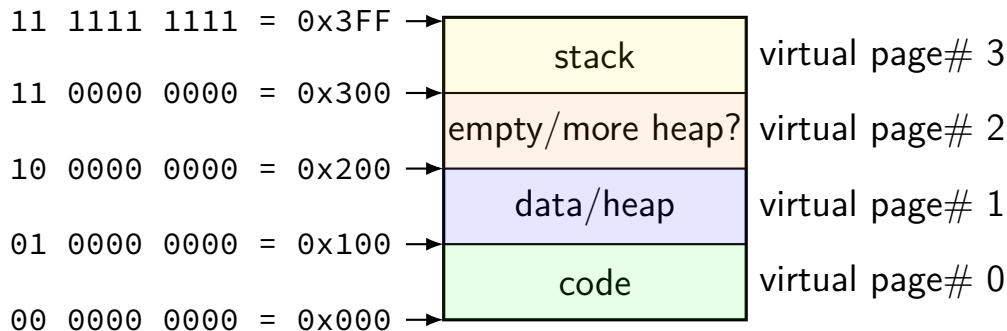 11 1111 1111 = 0x3FF
stack
virtual page# 3
11 0000 0000 = 0x300
empty/more heap?
virtual page# 2
10 0000 0000 = 0x200
data/heap
virtual page# 1
01 0000 0000 = 0x100
code
virtual page# 0
00 0000 0000 = 0x000